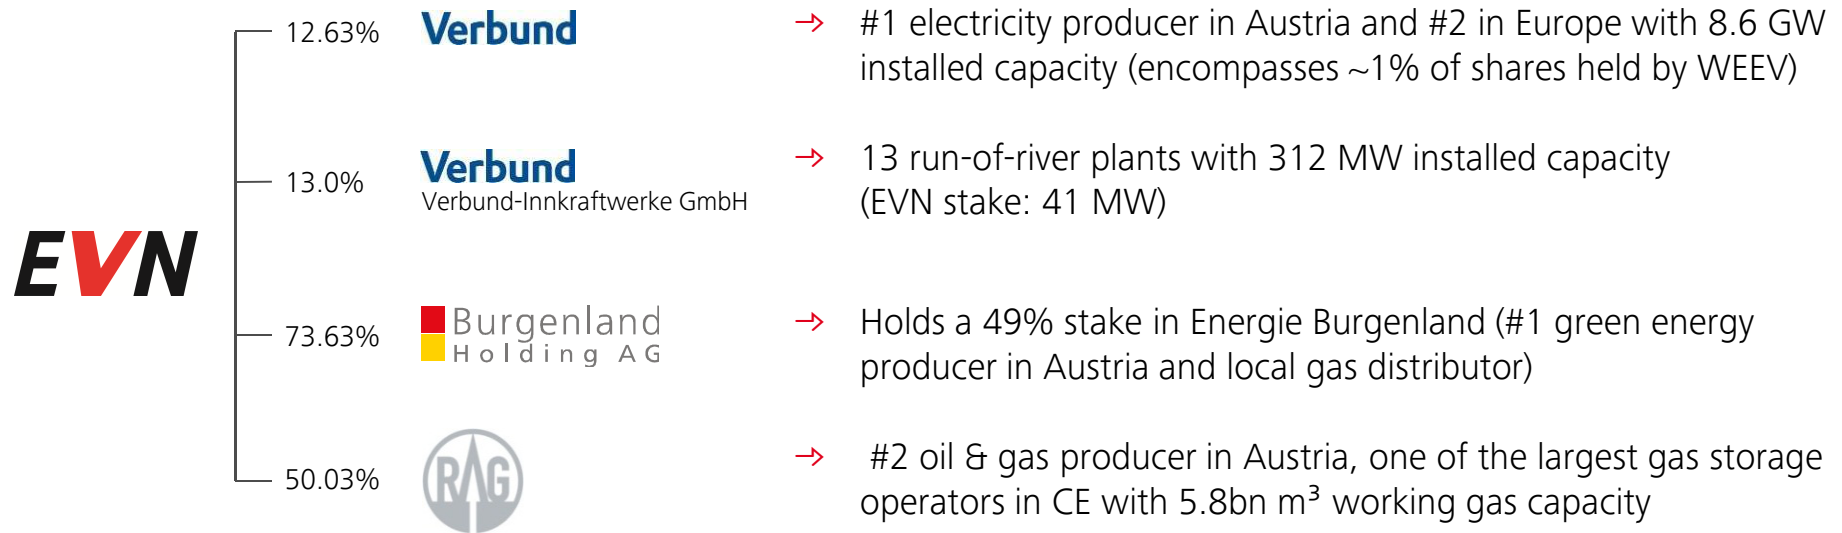 12.63%
Verbund
→ #1 electricity producer in Austria and #2 in Europe with 8.6 GW
installed capacity (encompasses ~1% of shares held by WEEV)
13.0%
Verbund
Verbund-Innkraftwerke GmbH
→ 13 run-of-river plants with 312 MW installed capacity
(EVN stake: 41 MW)
EVN
73.63%
Burgenland
Holding AG
→ Holds a 49% stake in Energie Burgenland (#1 green energy
producer in Austria and local gas distributor)
50.03%
RAG
→ #2 oil & gas producer in Austria, one of the largest gas storage
operators in CE with 5.8bn m³ working gas capacity